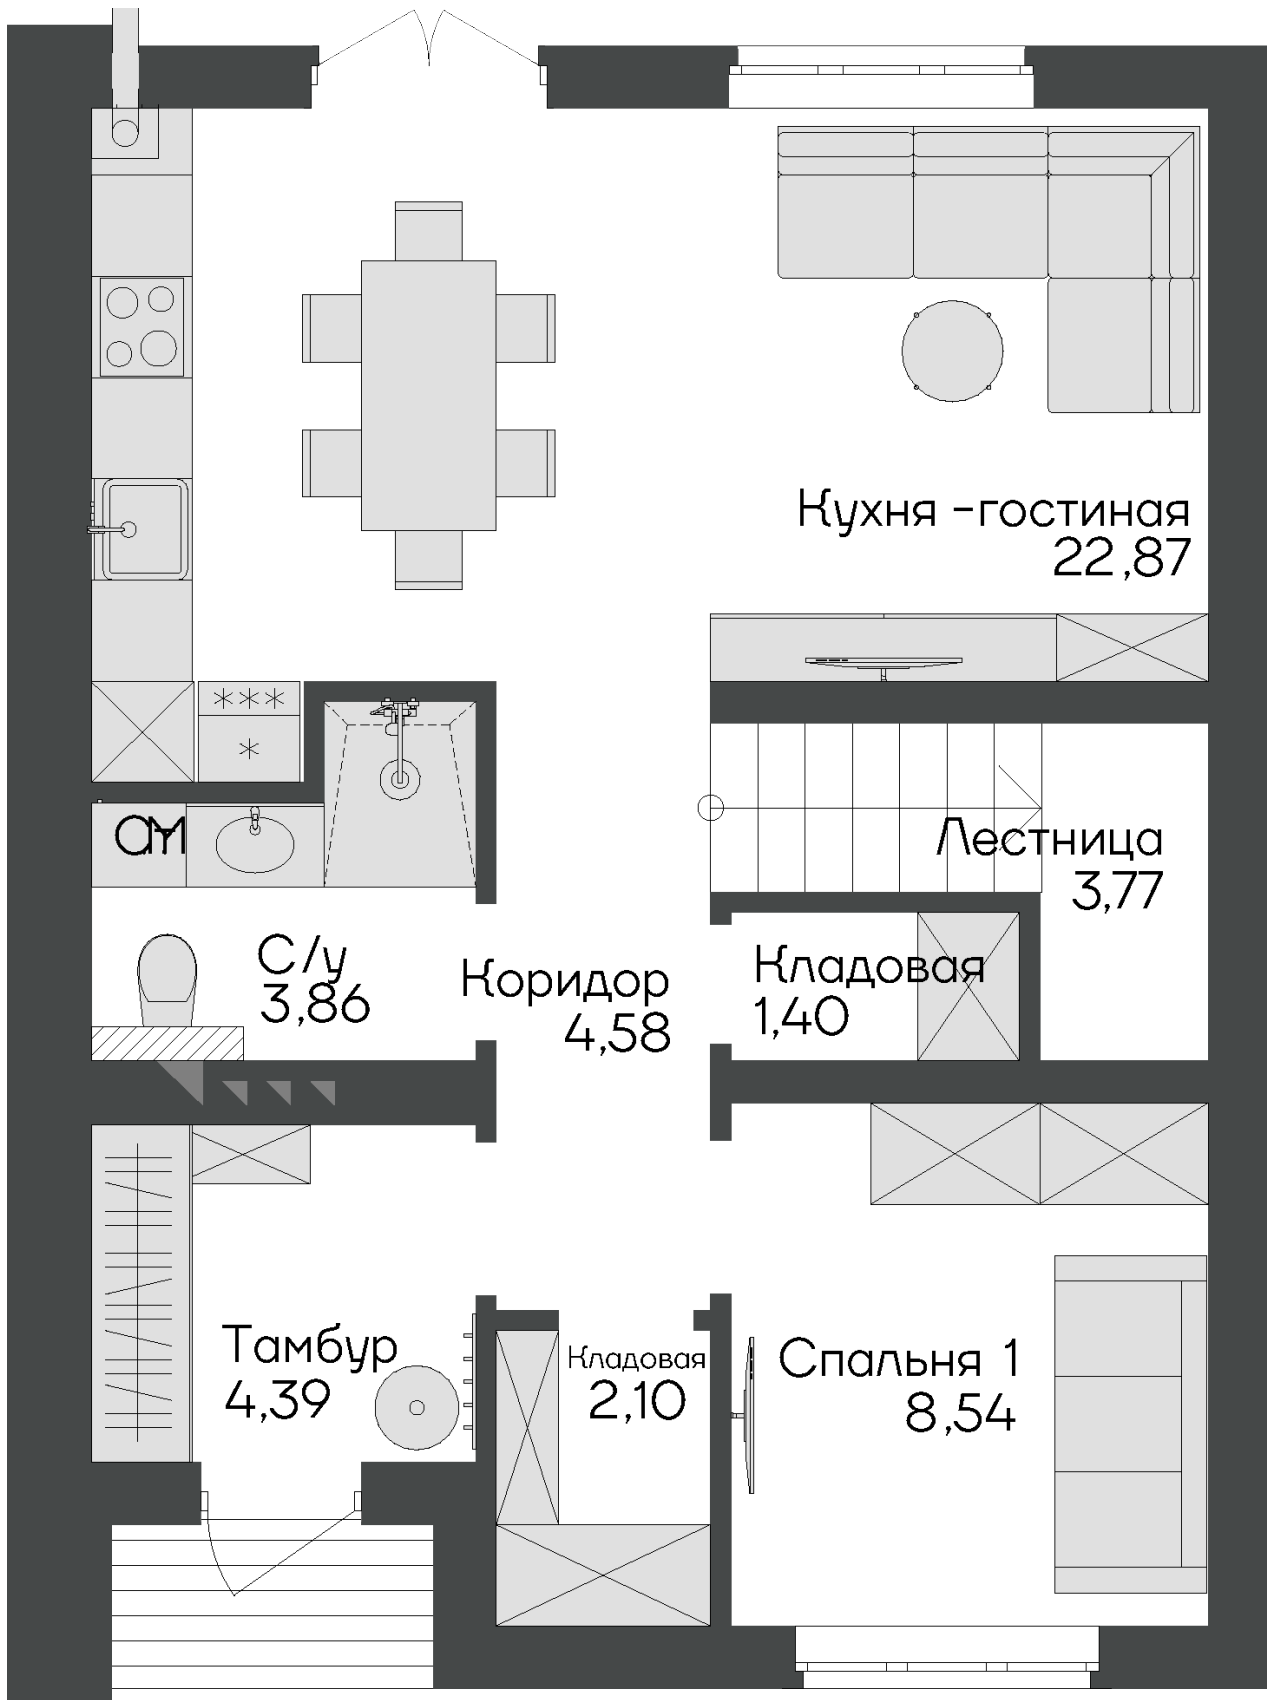 Кухня -гостиная
22,87
СМ
Лестница
3,77
С/у
3,86
Коридор
4,58
Кладовая
1,40
Тамбур
4,39
Кладовая
2,10
Спальня 1
8,54